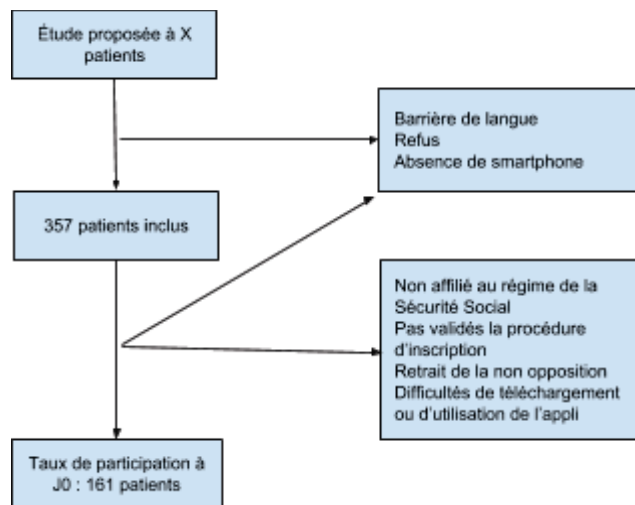 Étude proposée à X
patients
Barrière de langue
Refus
Absence de smartphone
357 patients inclus
Non affilié au régime de la
Sécurité Social
Pas validés la procédure
d'inscription
Retrait de la non opposition
Difficultés de téléchargement
ou d'utilisation de l'appli
Taux de participation à
J0 : 161 patients